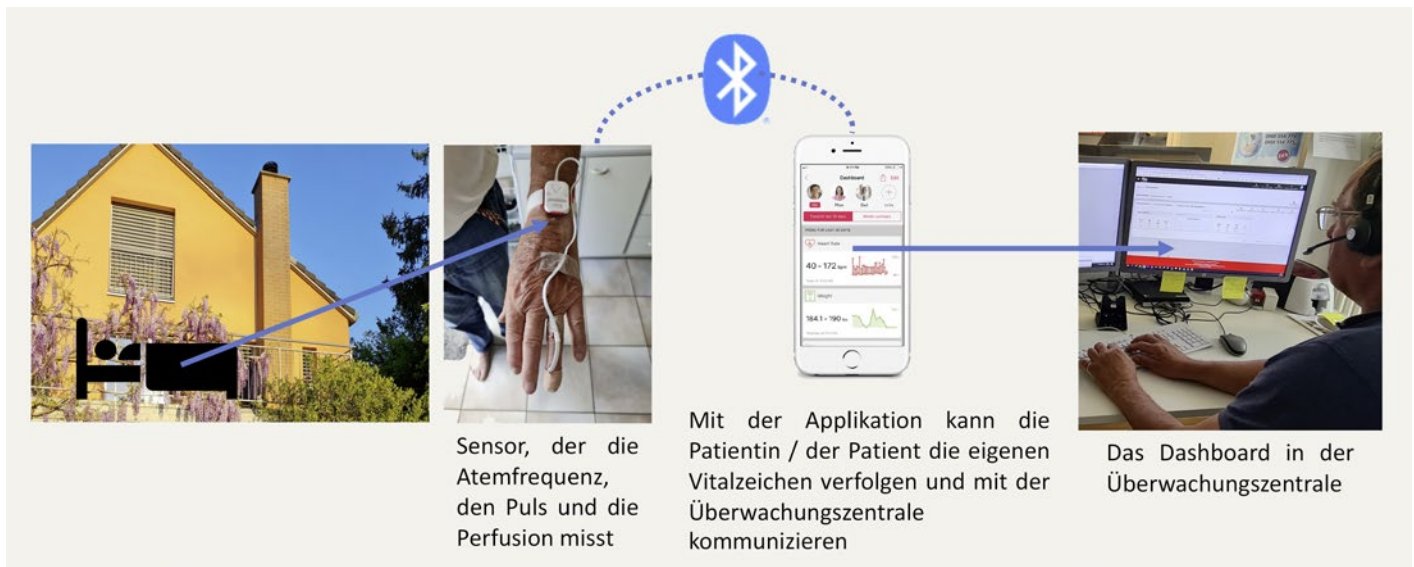 Dashboard
Edit
Heart Rate
40 - 172 bpm
Weight
184.1 - 190 lbs
Sensor, der die
Atemfrequenz,
den Puls und die
Perfusion misst
Mit der Applikation kann die
Patientin / der Patient die eigenen
Vitalzeichen verfolgen und mit der
Überwachungszentrale
kommunizieren
Das Dashboard in der
Überwachungszentrale